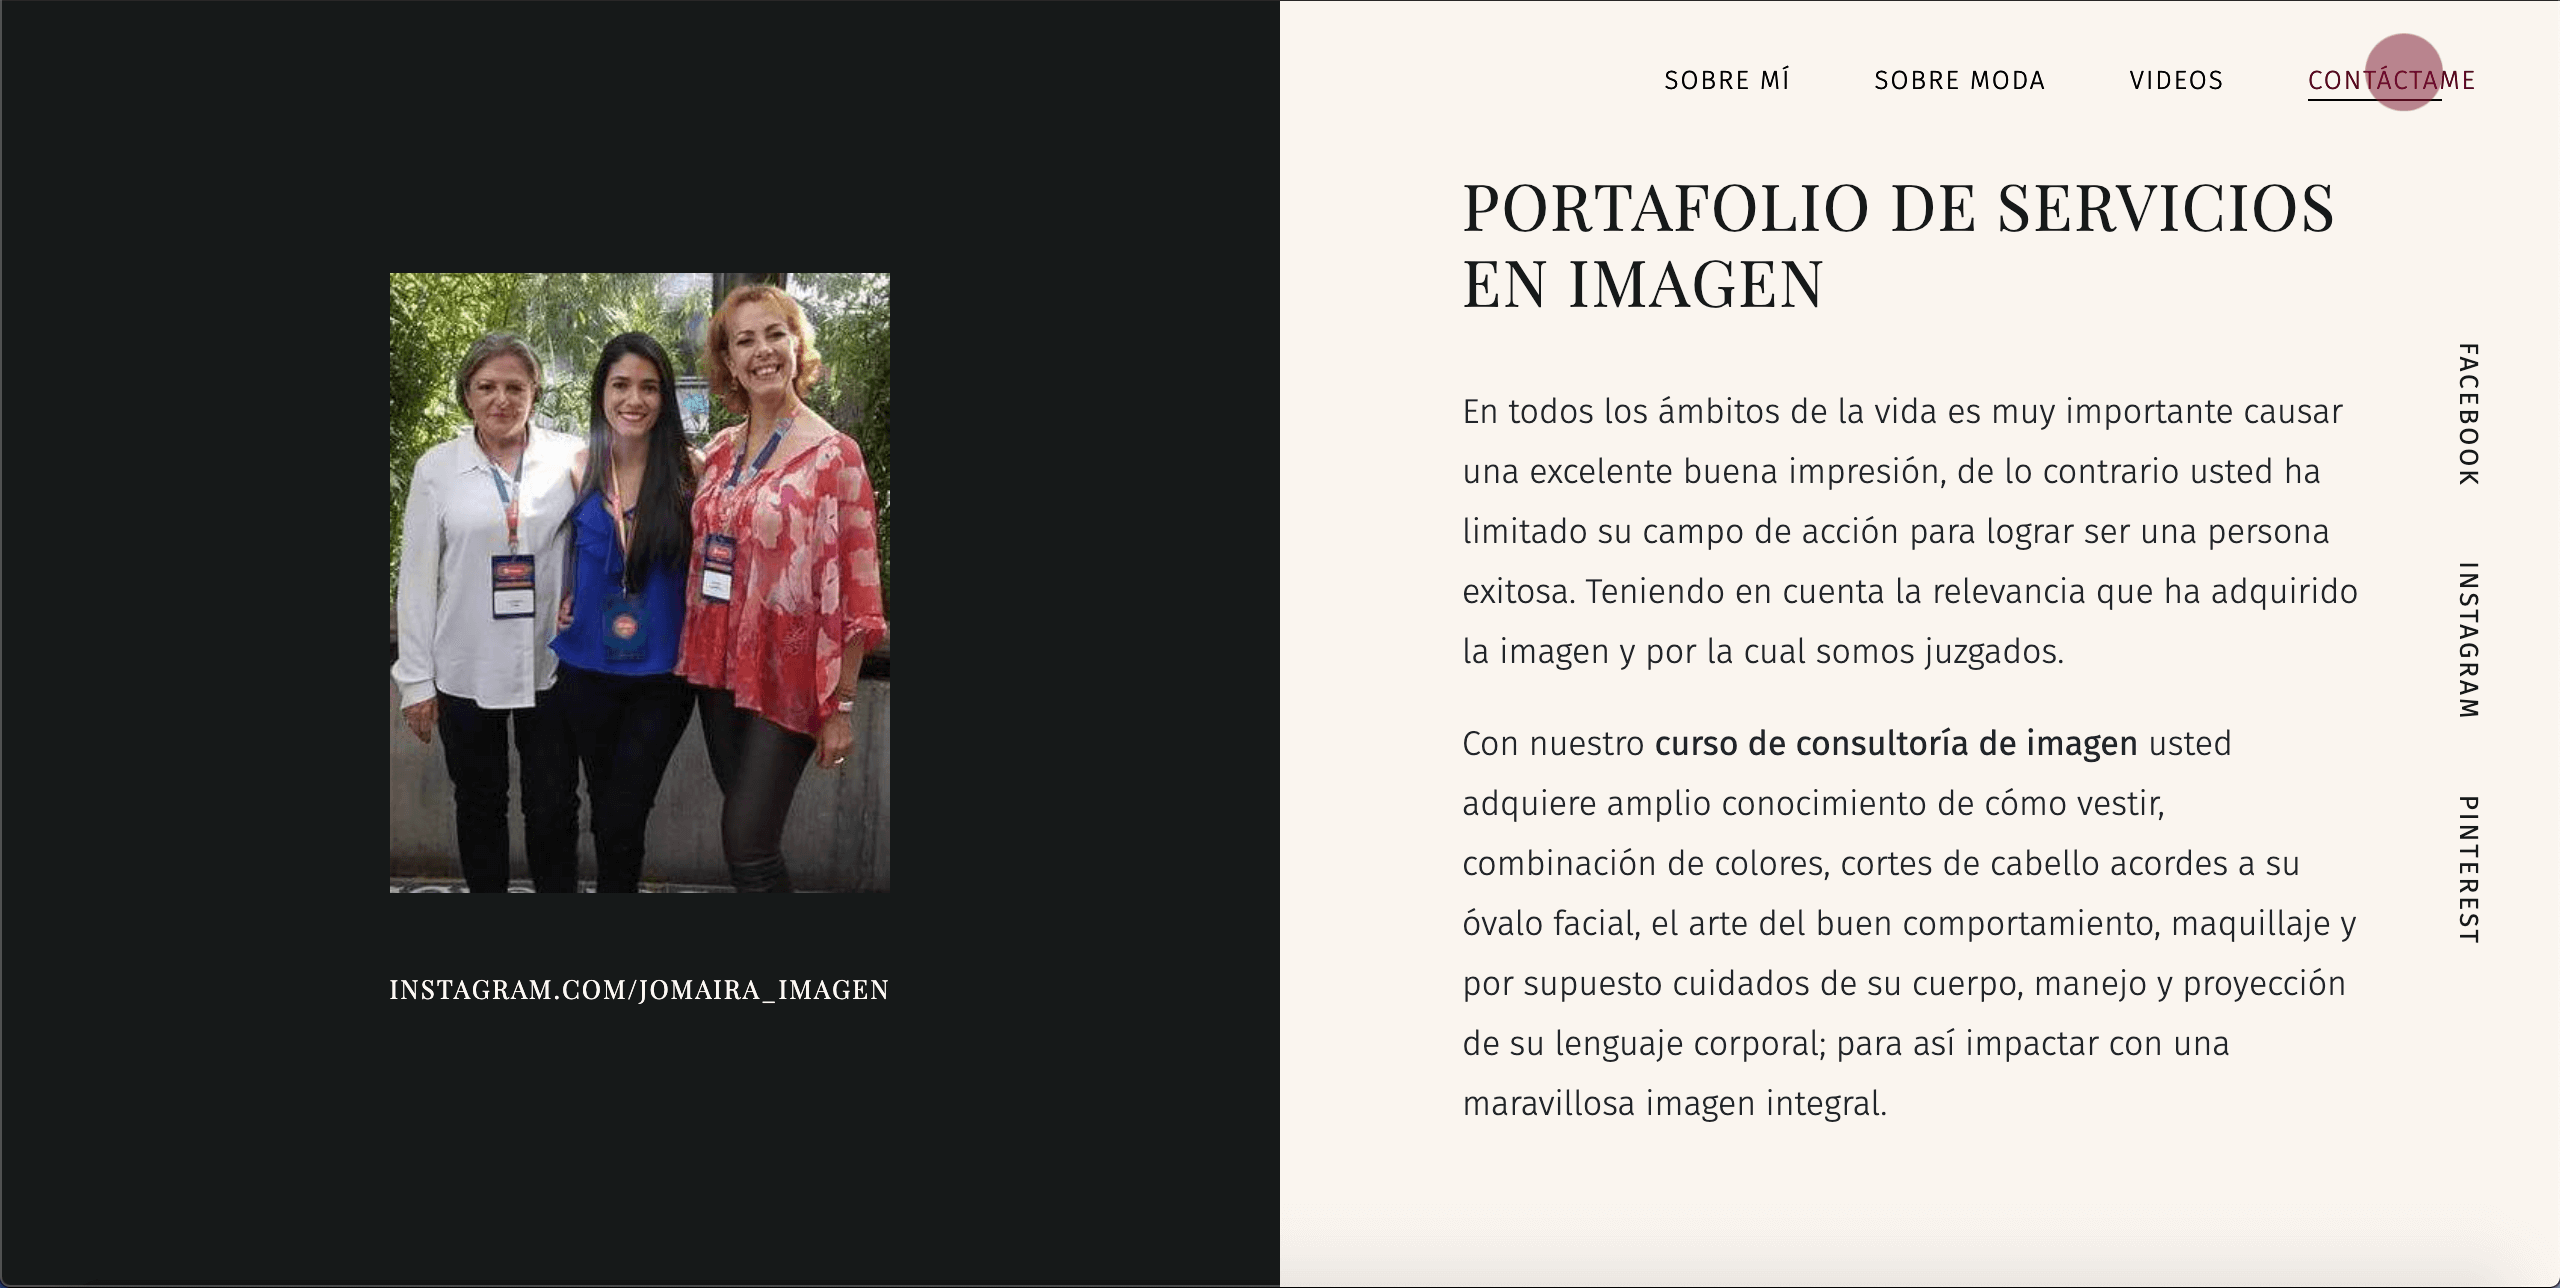 SOBRE MÍ
SOBRE MODA
VIDEOS
CONTÁCTAME
PORTAFOLIO DE SERVICIOS
EN IMAGEN
En todos los ámbitos de la vida es muy importante causar
una excelente buena impresión, de lo contrario usted ha
limitado su campo de acción para lograr ser una persona
exitosa. Teniendo en cuenta la relevancia que ha adquirido
la imagen y por la cual somos juzgados.
Con nuestro curso de consultoría de imagen usted
adquiere amplio conocimiento de cómo vestir,
combinación de colores, cortes de cabello acordes a su
óvalo facial, el arte del buen comportamiento, maquillaje y
por supuesto cuidados de su cuerpo, manejo y proyección
de su lenguaje corporal; para así impactar con una
maravillosa imagen integral.
INSTAGRAM.COM/JOMAIRA_IMAGEN
FACEBOOK
INSTAGRAM
PINTEREST